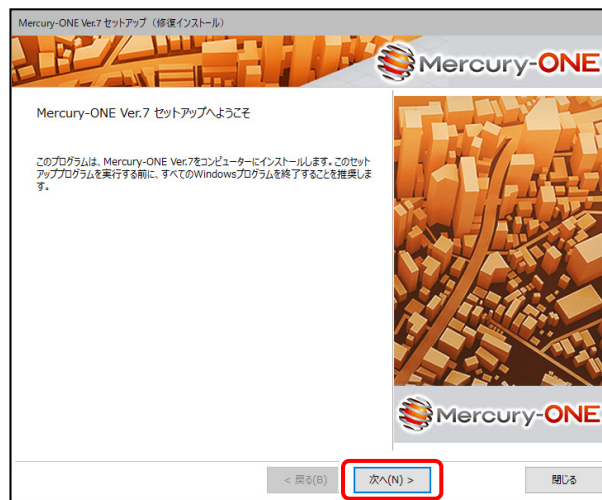 Mercury-ONE Ver.7 セットアップ （修復インストール）
Mercury-ONE
Mercury-ONE Ver.7 セットアップへようこそ
このプログラムは、Mercury-ONE Ver.7をコンピューターにインストールします。このセット
アッププログラムを実行する前に、すべてのWindowsプログラムを終了することを推奨しま
す。
Mercury-ONE
< 戻る(B)
次へ(N) >
閉じる